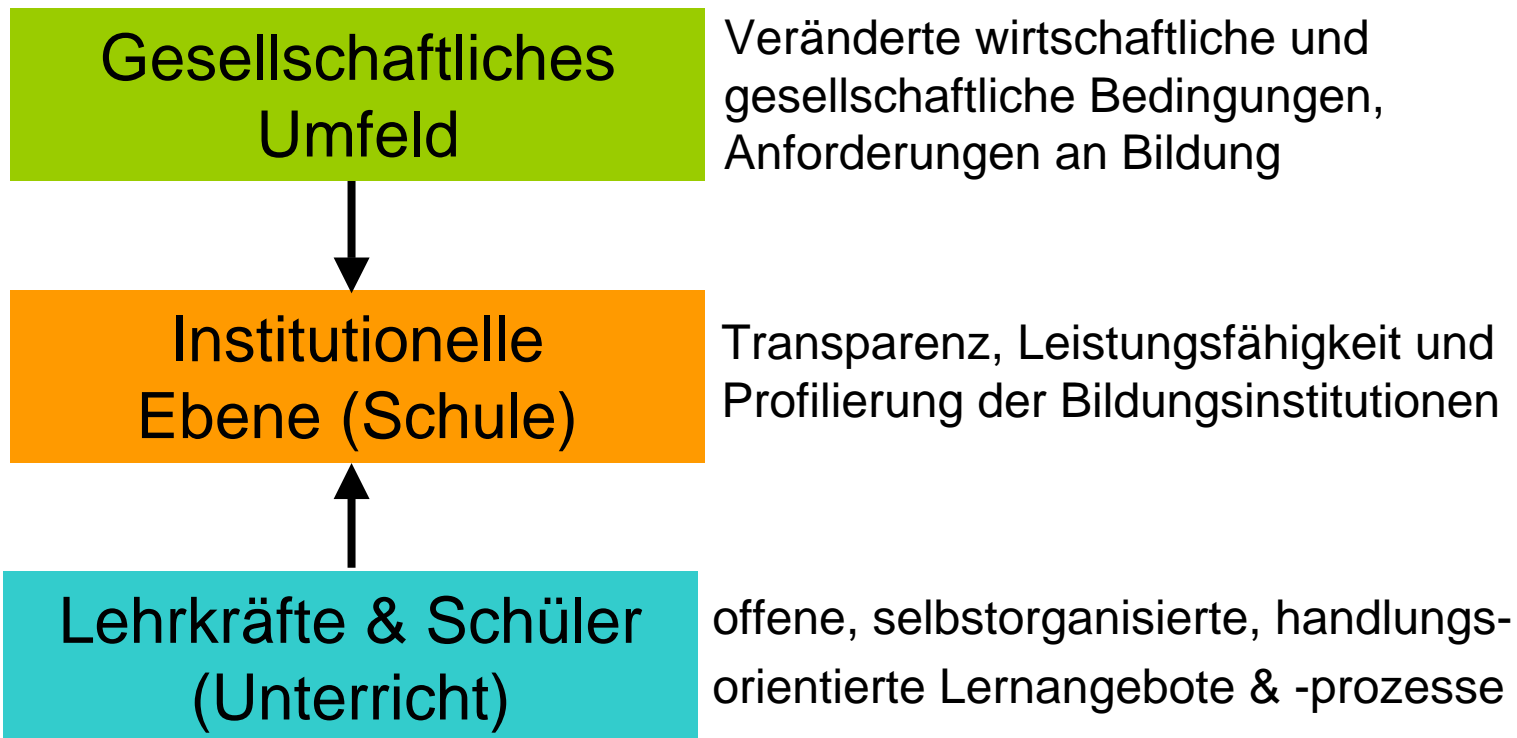 Gesellschaftliches
Umfeld
Veränderte wirtschaftliche und
gesellschaftliche Bedingungen,
Anforderungen an Bildung
Institutionelle
Ebene (Schule)
Transparenz, Leistungsfähigkeit und
Profilierung der Bildungsinstitutionen
Lehrkräfte & Schüler
(Unterricht)
offene, selbstorganisierte, handlungs-
orientierte Lernangebote & -prozesse